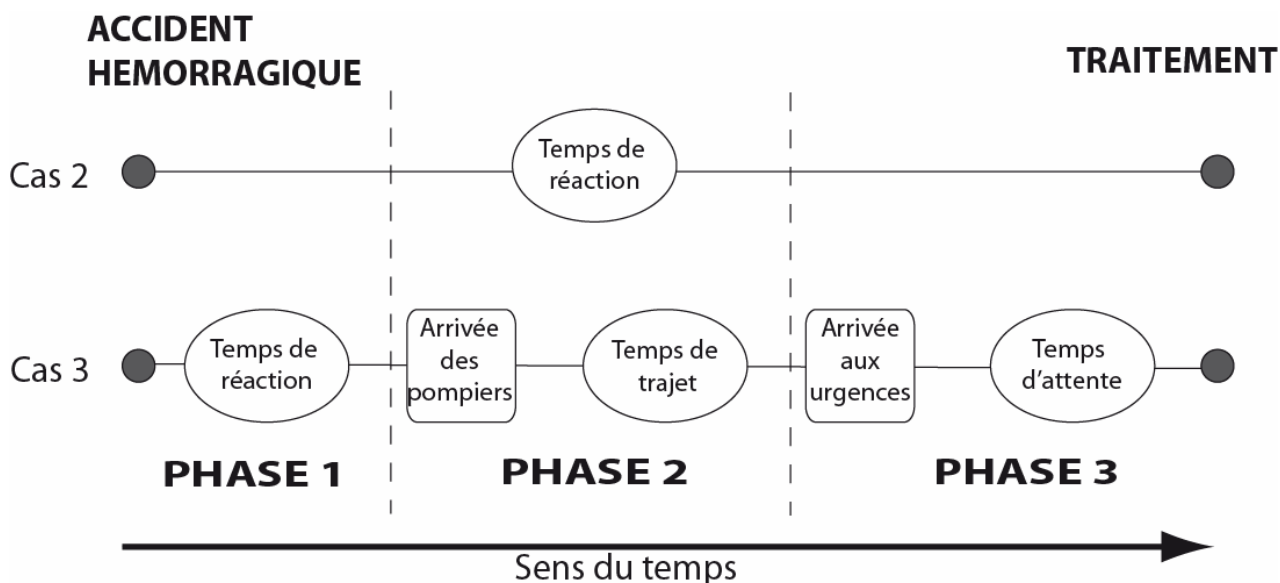 ACCIDENT
HEMORRAGIQUE
TRAITEMENT
Cas 2
Temps de
réaction
Cas 3
Temps de
réaction
Arrivée
des
pompiers
Temps de
trajet
Arrivée
aux
urgences
Temps
d'attente
PHASE 1
PHASE 2
PHASE 3
Sens du temps